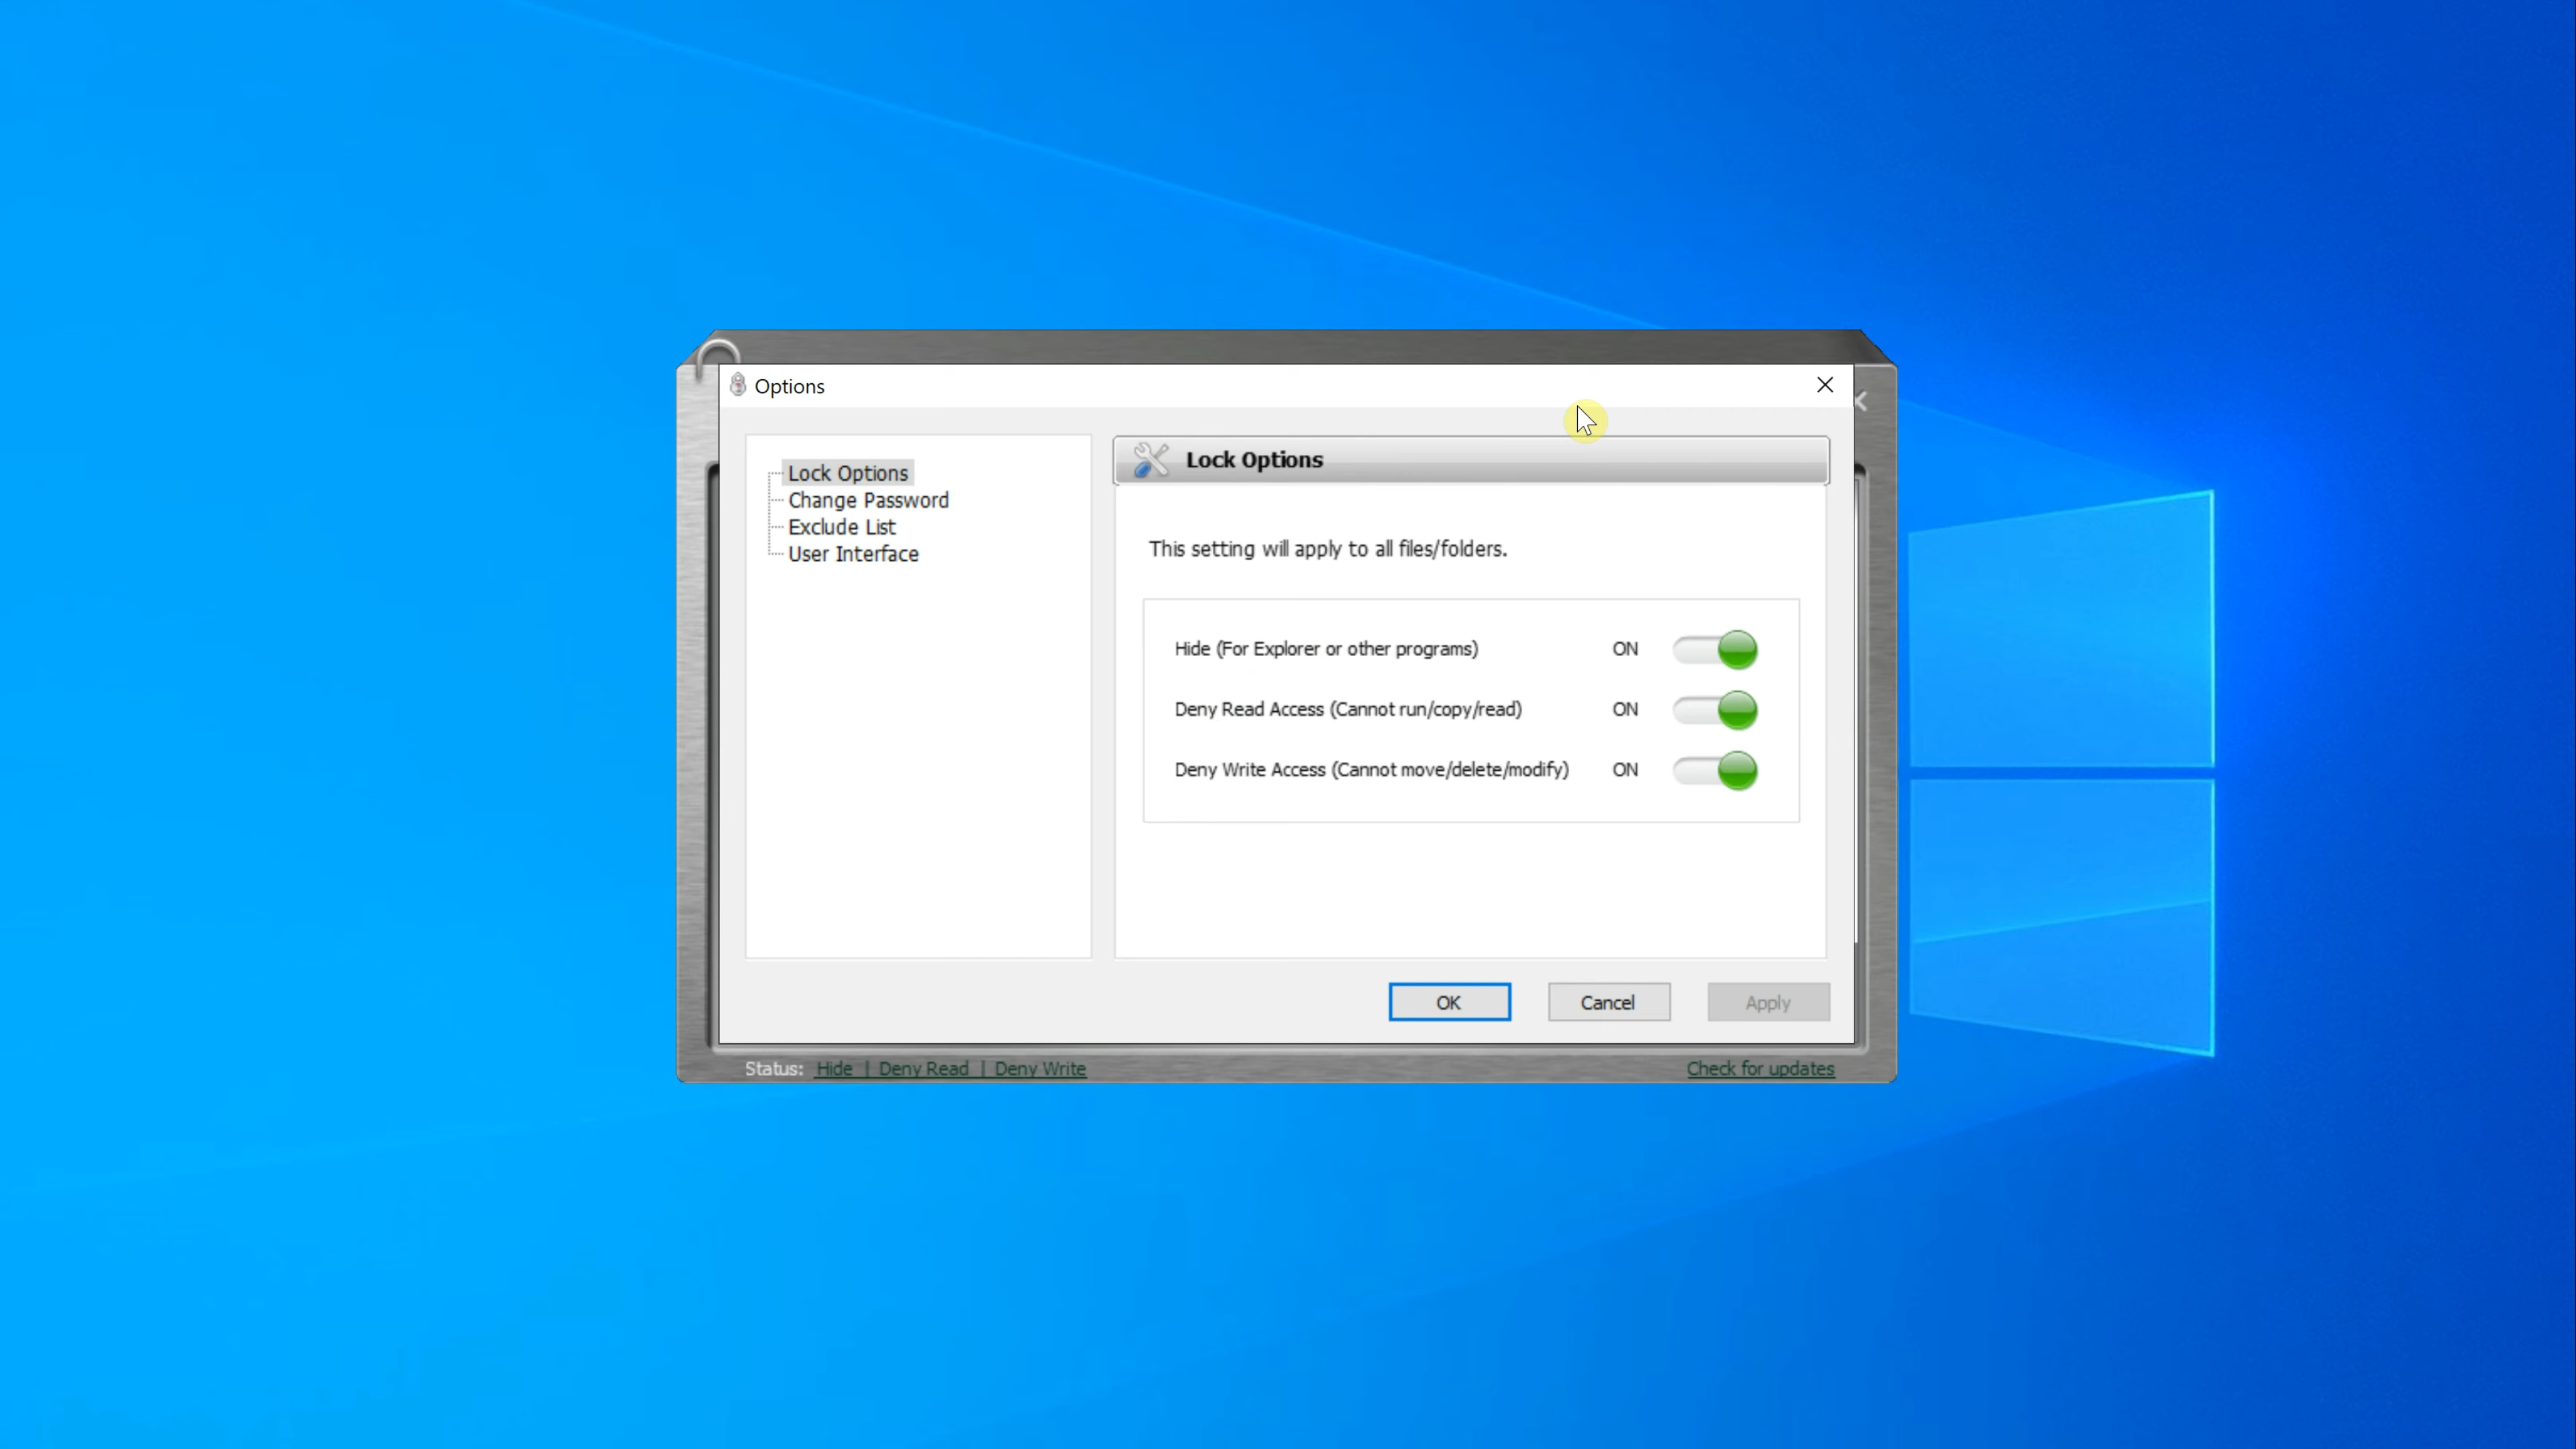 Options
Lock Options
Change Password
Exclude List
User Interface
Lock Options
This setting will apply to all files/folders.
Hide (For Explorer or other programs) ON
Deny Read Access (Cannot run/copy/read) ON
Deny Write Access (Cannot move/delete/modify) ON
OK Cancel Apply
Status: Hide | Deny Read | Deny Write Check for updates